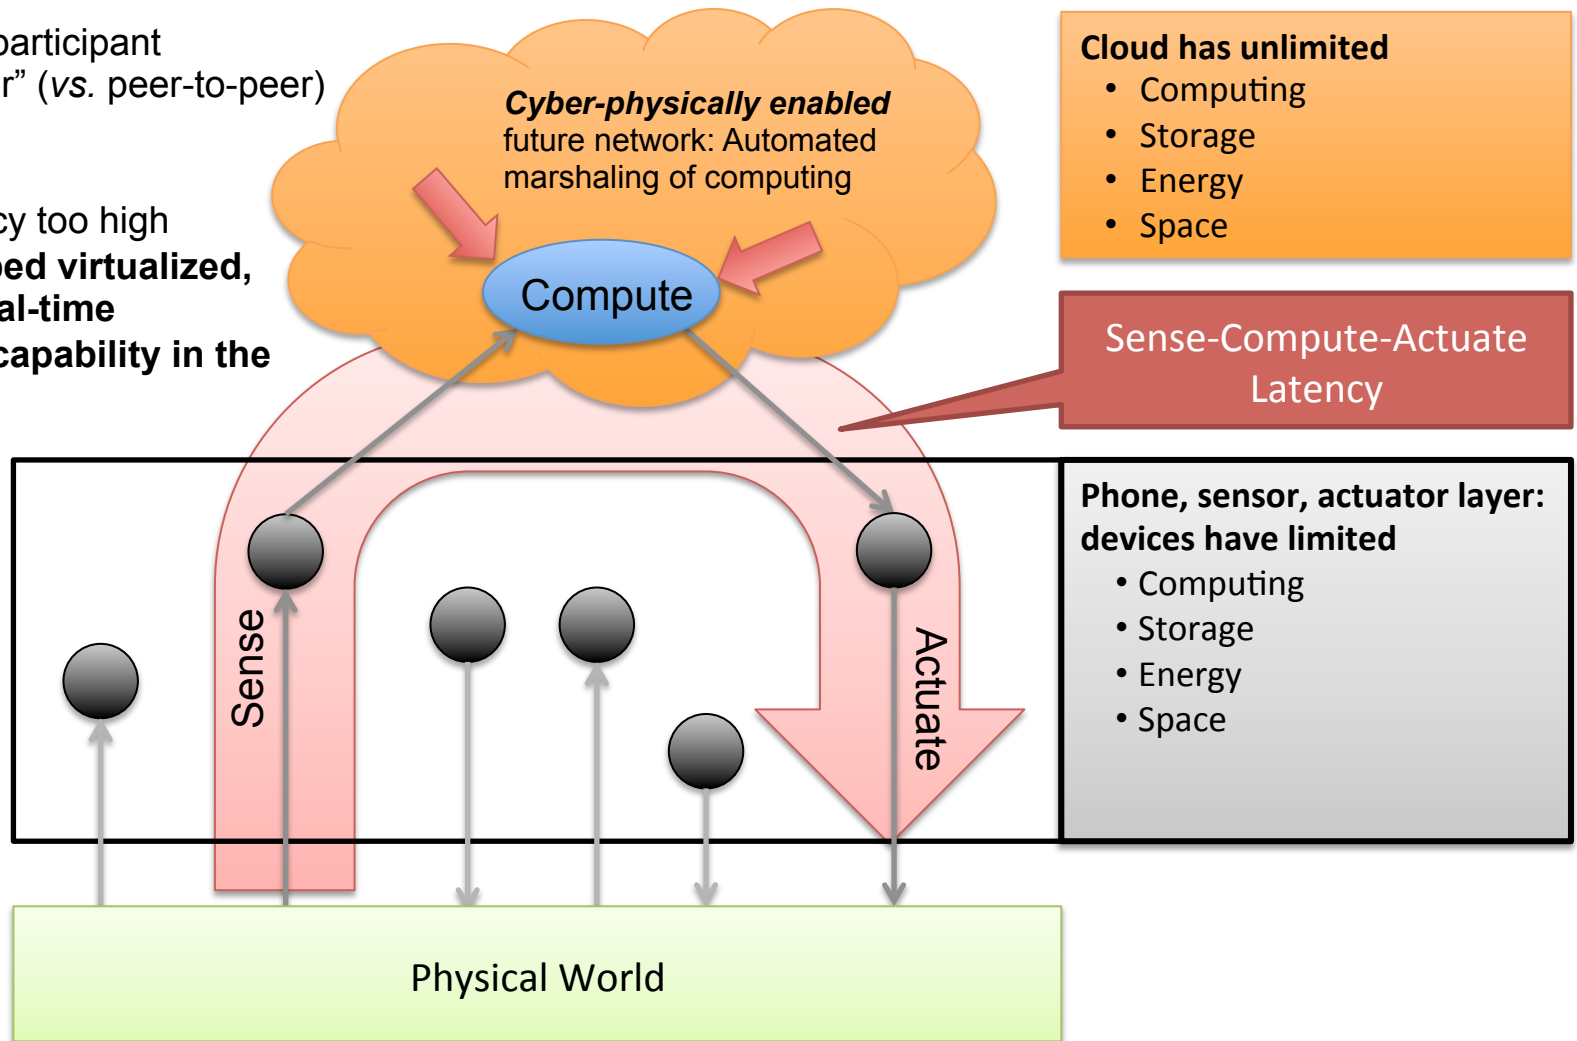 participant
r” (vs. peer-to-peer)
cy too high
ped virtualized,
al-time
capability in the
Cyber-physically enabled
future network: Automated
marshaling of computing
Compute
Cloud has unlimited
• Computing
• Storage
• Energy
• Space
Sense-Compute-Actuate
Latency
Phone, sensor, actuator layer:
devices have limited
• Computing
• Storage
• Energy
• Space
Sense
Actuate
Physical World